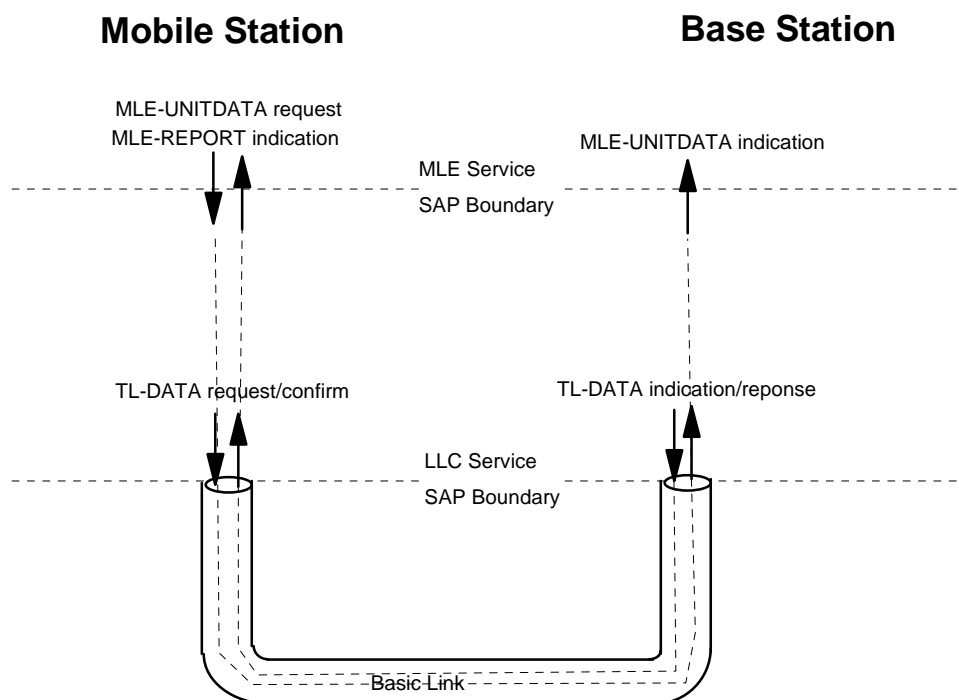 Mobile Station
Base Station
MLE-UNITDATA request
MLE-REPORT indication
MLE-UNITDATA indication
MLE Service
SAP Boundary
TL-DATA request/confirm
TL-DATA indication/reponse
LLC Service
SAP Boundary
Basic Link